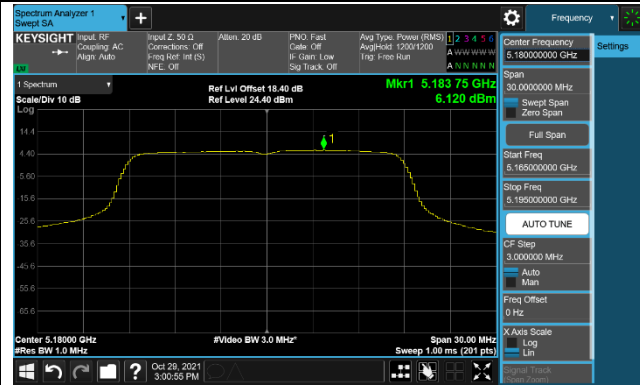 Spectrum Analyzer 1
Swept SA
Frequency
KEYSIGHT
Input: RF
Coupling: AC
Align: Auto
Input Z: 50 Ω
Corrections: Off
Freq Ref: Int (S)
NFE: Off
Atten: 20 dB
PNO: Fast
Gate: Off
IF Gain: Low
Sig Track: Off
Avg Type: Power (RMS)
Avg|Hold: 1200/1200
Trig: Free Run
1 2 3 4 5 6
A W W W W W
A N N N N N
LXI
1 Spectrum
Scale/Div 10 dB
Log
Ref Lvl Offset 18.40 dB
Ref Level 24.40 dBm
Mkr1 5.183 75 GHz
6.120 dBm
1
14.4
4.40
-5.60
-15.6
-25.6
-35.6
-45.6
-55.6
-65.6
Center 5.18000 GHz
#Res BW 1.0 MHz
#Video BW 3.0 MHz*
Span 30.00 MHz
Sweep 1.00 ms (201 pts)
Oct 29, 2021
3:00:55 PM
Center Frequency
5.180000000 GHz
Settings
Span
30.0000000 MHz
Swept Span
Zero Span
Full Span
Start Freq
5.165000000 GHz
Stop Freq
5.195000000 GHz
AUTO TUNE
CF Step
3.000000 MHz
Auto
Man
Freq Offset
0 Hz
X Axis Scale
Log
Lin
Signal Track
(Span Zoom)